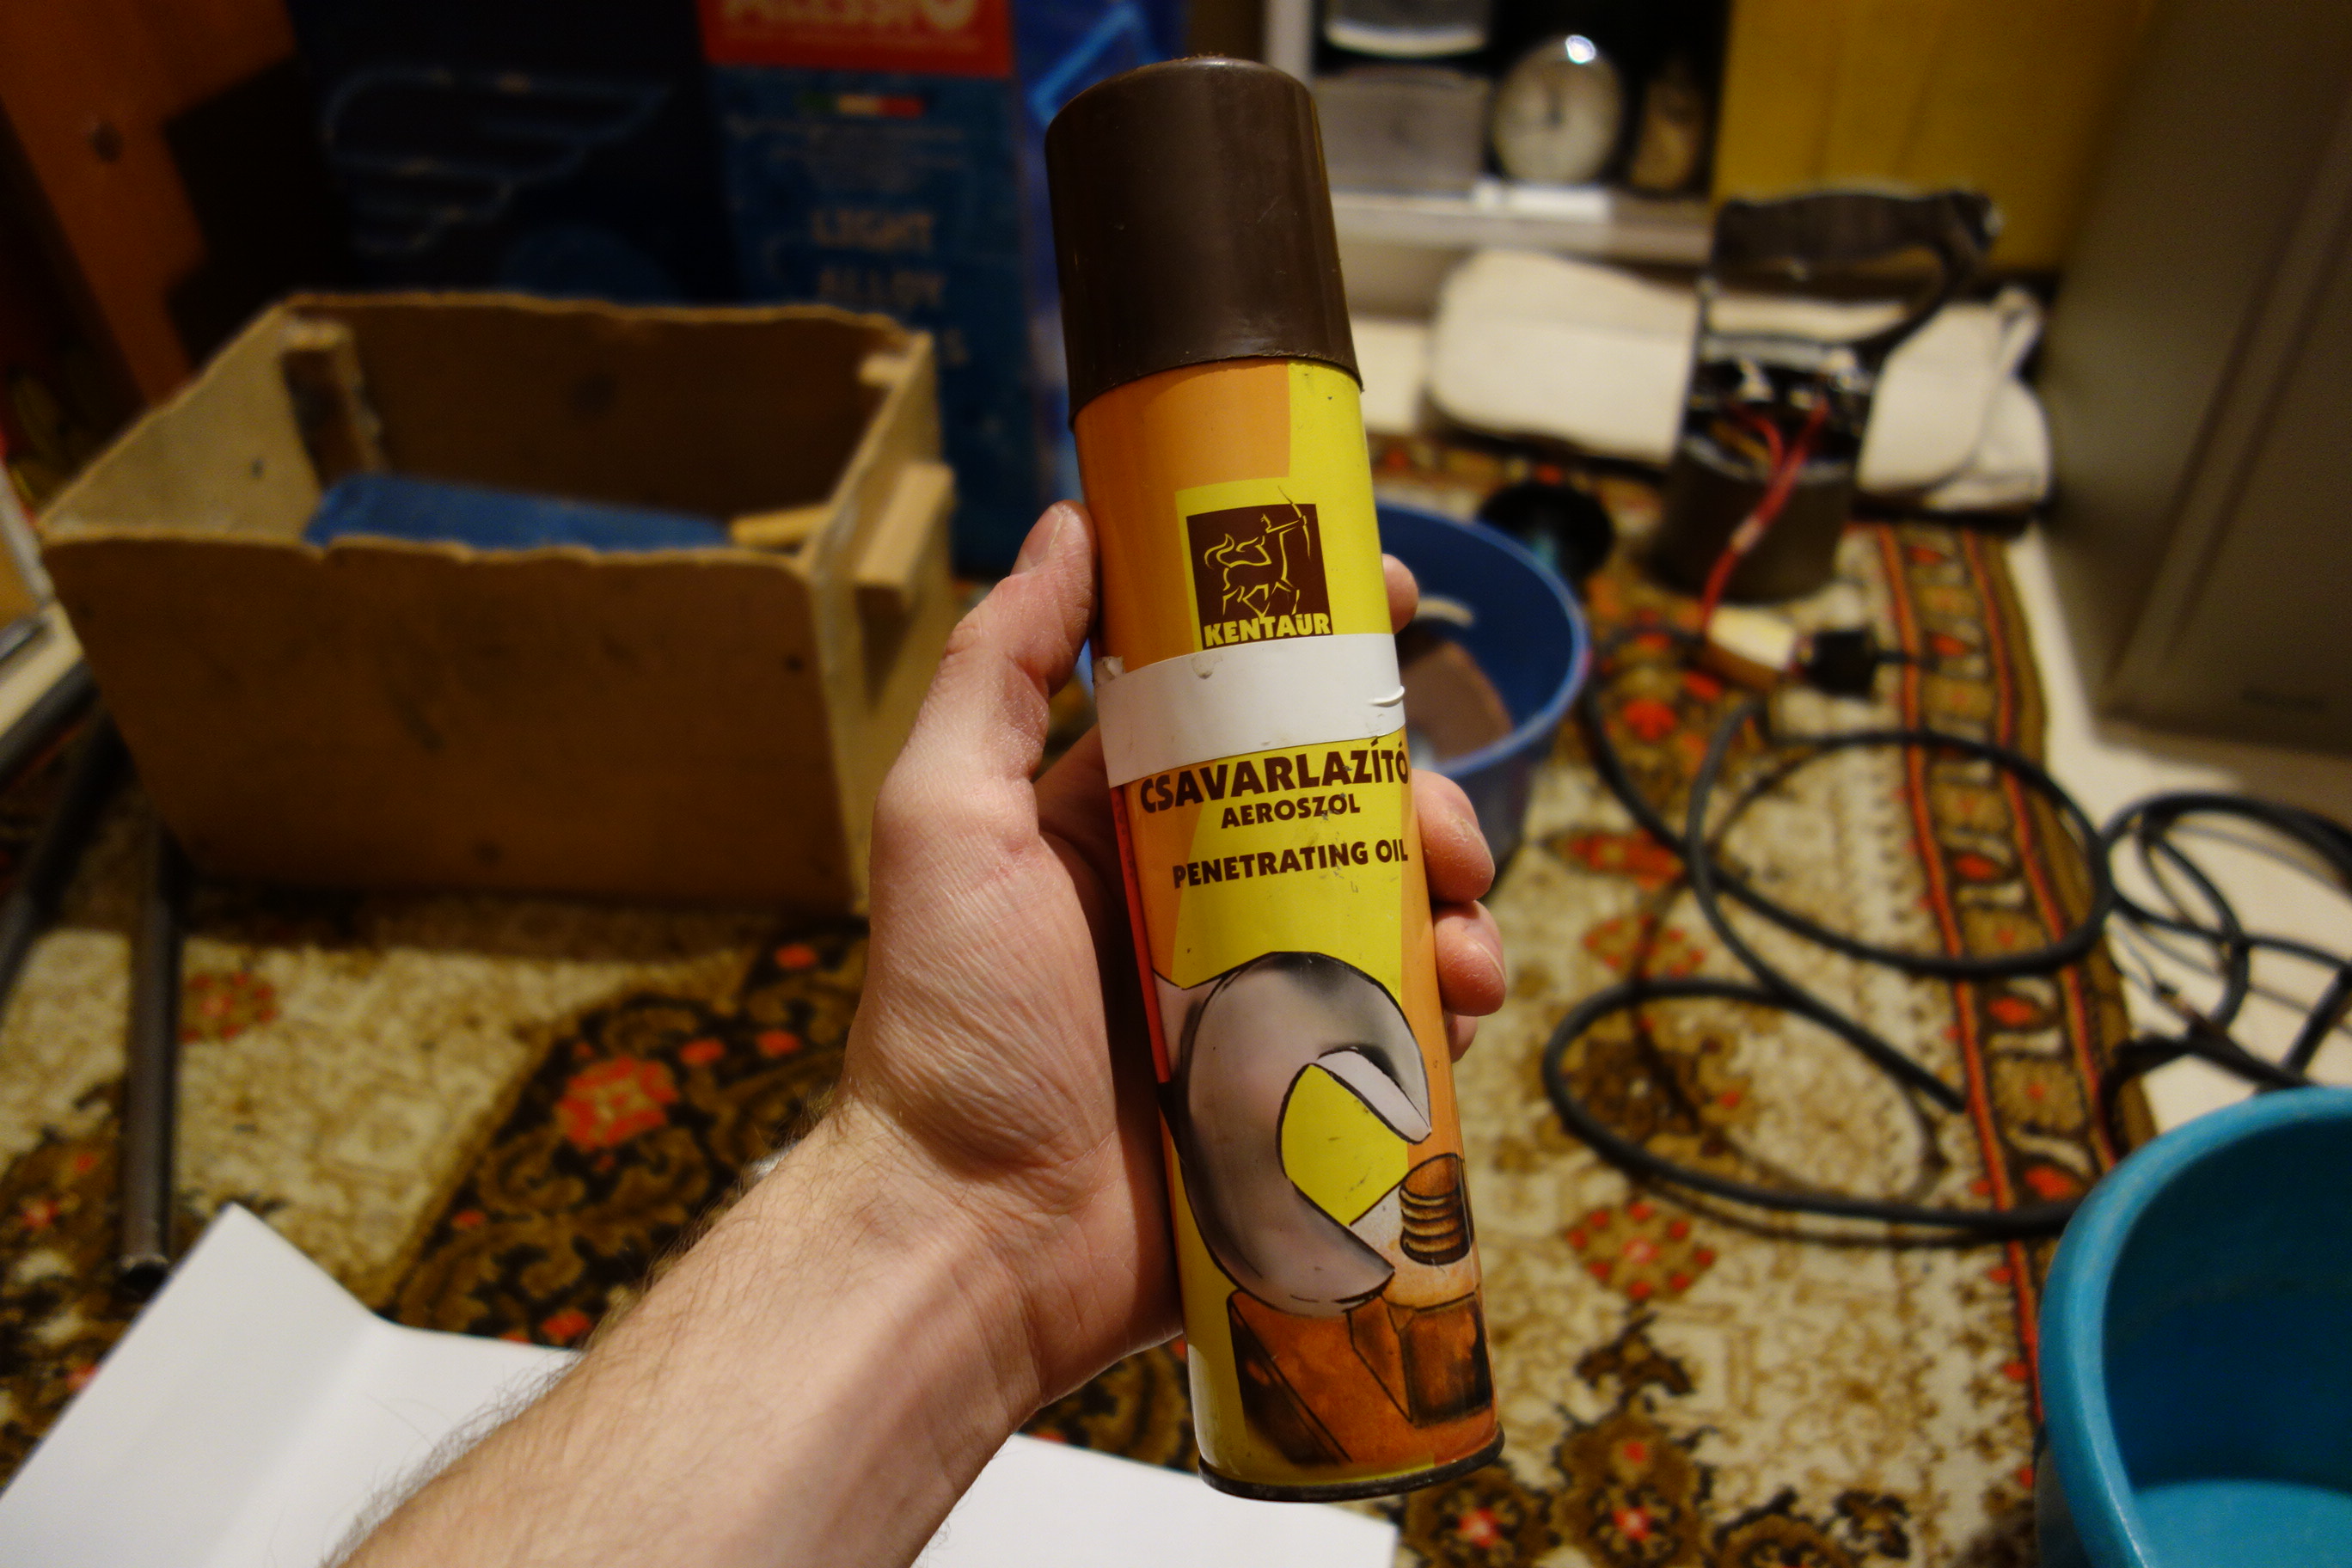 LIGHT
ALLOY
KENTAUR
CSAVARLAZÍTÓ
AEROSZOL
PENETRATING OIL